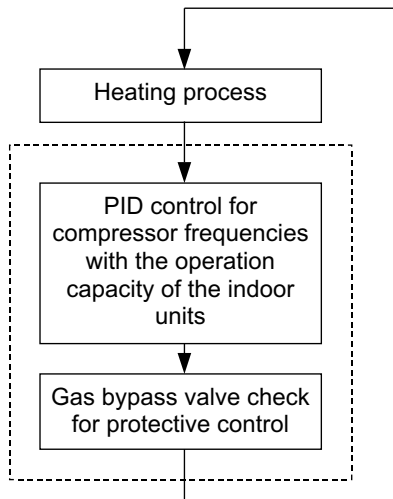 Heating process
PID control for
compressor frequencies
with the operation
capacity of the indoor
units
Gas bypass valve check
for protective control